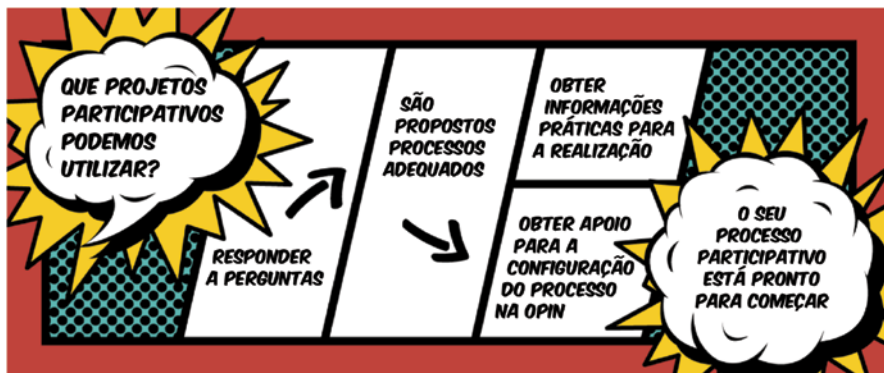 QUE PROJETOS
PARTICIPATIVOS
PODEMOS
UTILIZAR?
RESPONDER
A PERGUNTAS
SÃO
PROPOSTOS
PROCESSOS
ADEQUADOS
OBTER
INFORMAÇÕES
PRÁTICAS PARA
A REALIZAÇÃO
OBTER APOIO
PARA A
CONFIGURAÇÃO
DO PROCESSO
NA OPIN
O SEU
PROCESSO
PARTICIPATIVO
ESTÁ PRONTO
PARA COMEÇAR